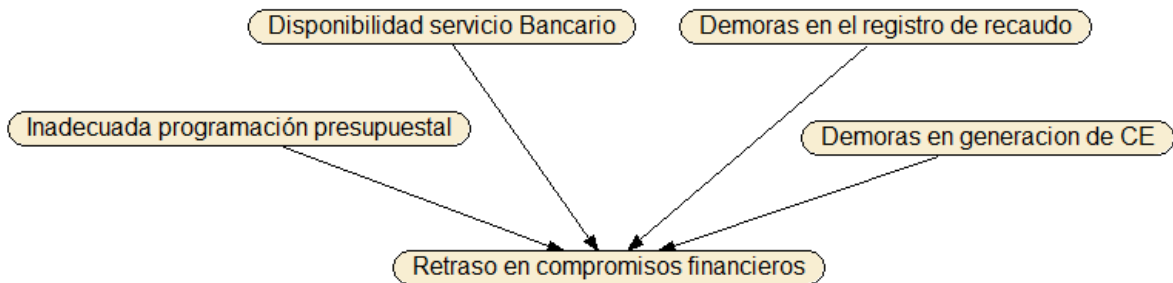 Disponibilidad servicio Bancario
Demoras en el registro de recaudo
Inadecuada programación presupuestal
Demoras en generacion de CE
Retraso en compromisos financieros